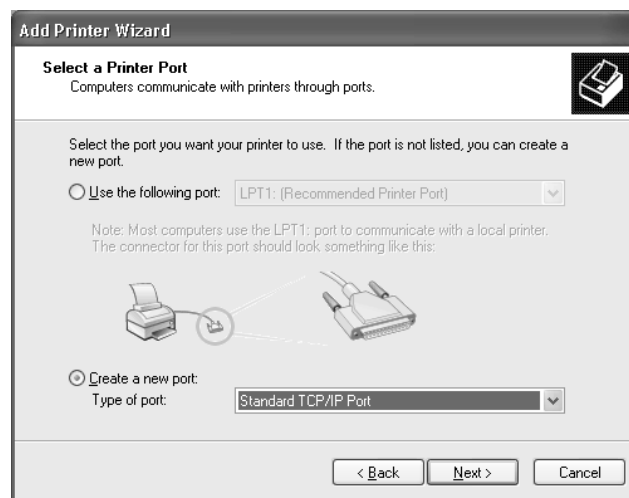 Add Printer Wizard
Select a Printer Port
Computers communicate with printers through ports.
Select the port you want your printer to use. If the port is not listed, you can create a
new port.
Use the following port: LPT1: (Recommended Printer Port)
Note: Most computers use the LPT1: port to communicate with a local printer.
The connector for this port should look something like this:
Create a new port:
Type of port: Standard TCP/IP Port
< Back Next > Cancel